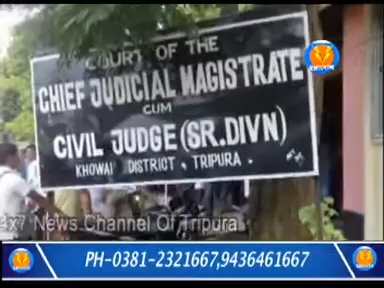 COURT OF THE
CHIEF JUDICIAL MAGISTRATE
CUM
CIVIL JUDGE (SR.DIVN)
KHOWAI DISTRICT, TRIPURA.
4x7 News Channel Of Tripura
PH-0381-2321667,9436461667